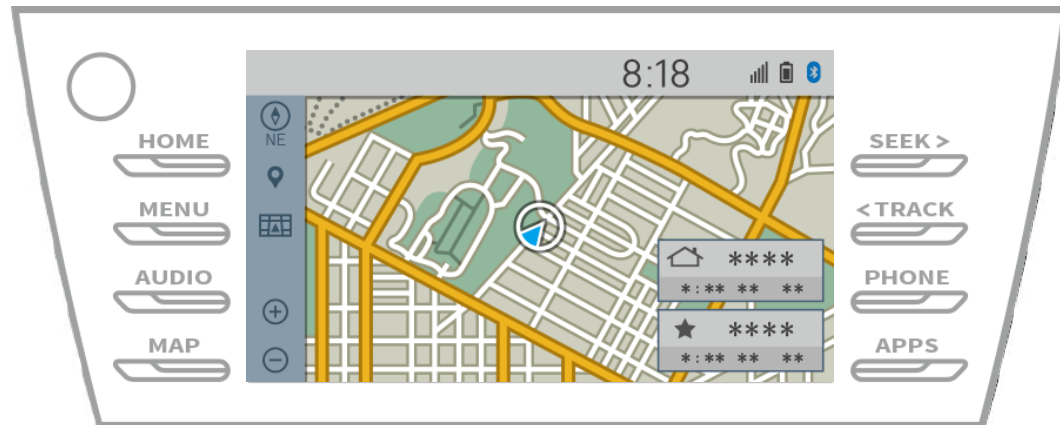 8:18
NE
HOME
MENU
AUDIO
MAP
SEEK >
< TRACK
PHONE
APPS
****
*:** ** **
****
*:** ** **